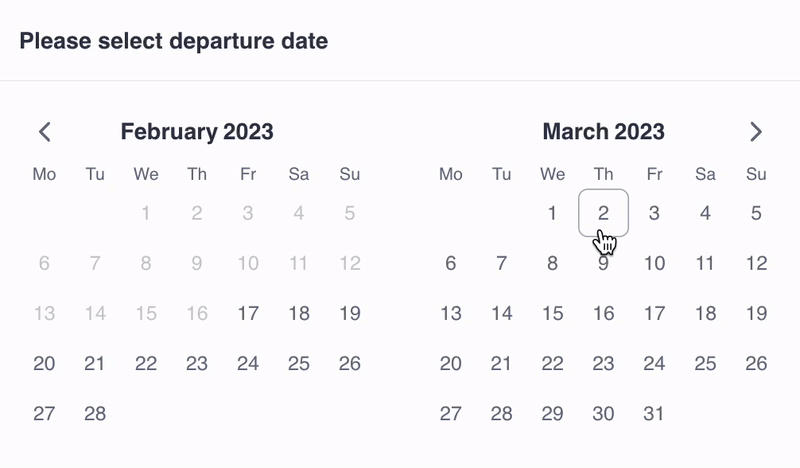 Please select departure date
February 2023
Mo Tu We Th Fr Sa Su
1 2 3 4 5
6 7 8 9 10 11 12
13 14 15 16 17 18 19
20 21 22 23 24 25 26
27 28
March 2023
Mo Tu We Th Fr Sa Su
1 2 3 4 5
6 7 8 9 10 11 12
13 14 15 16 17 18 19
20 21 22 23 24 25 26
27 28 29 30 31